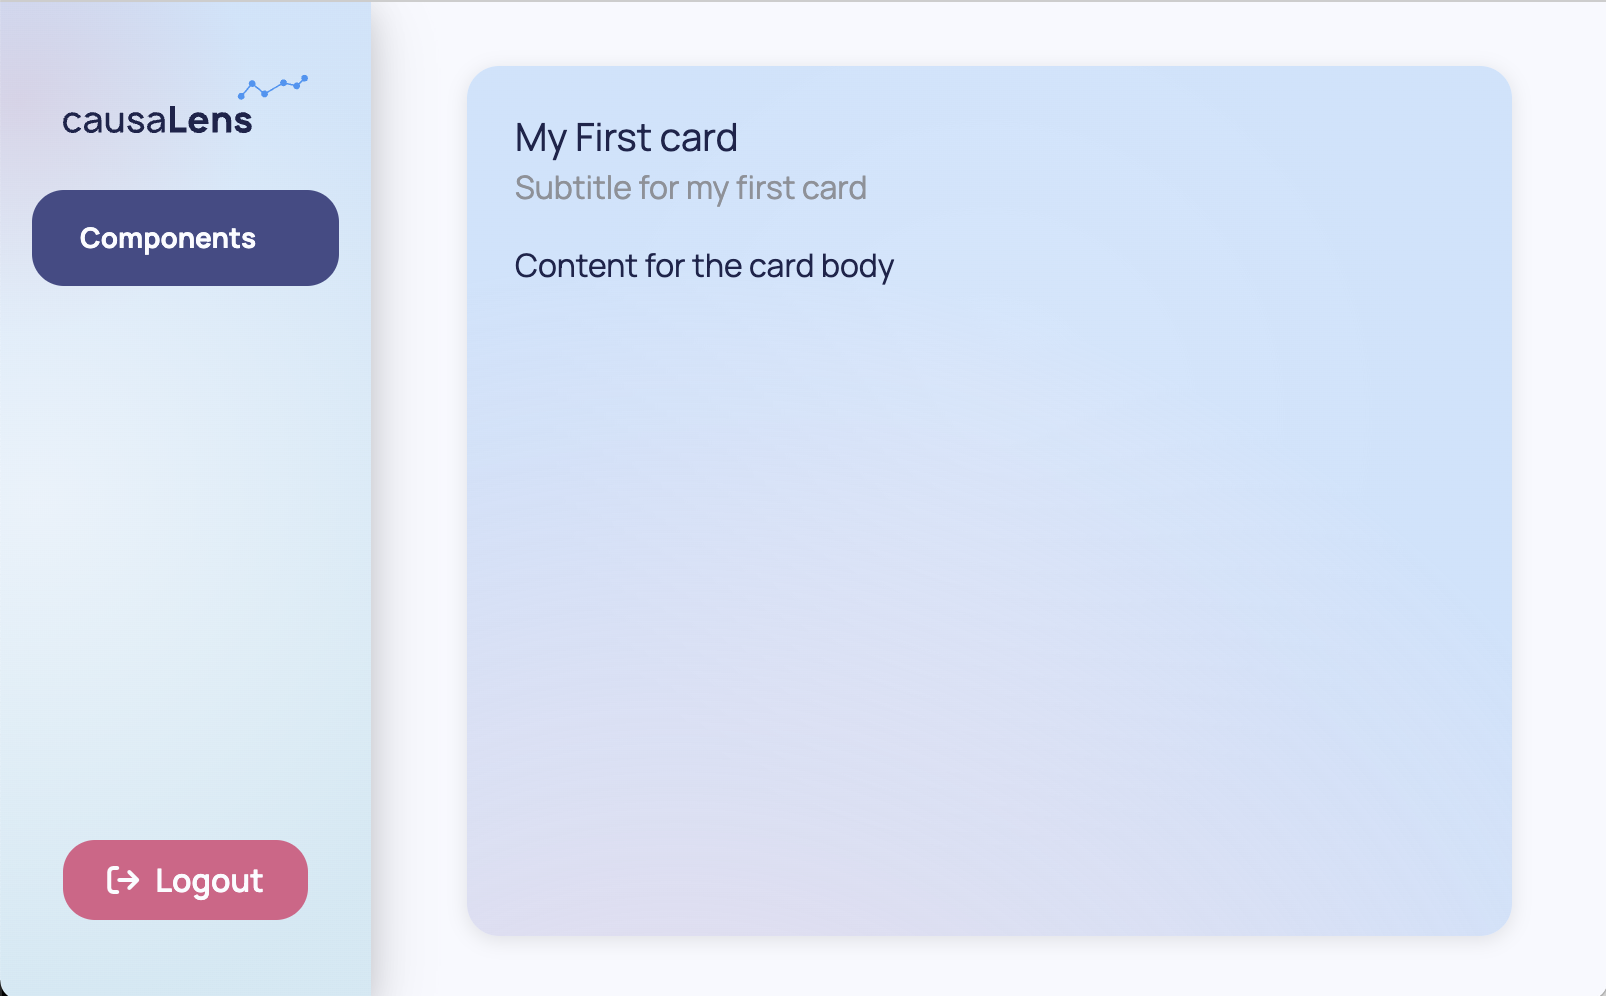 causaLens
Components
Logout
My First card
Subtitle for my first card
Content for the card body